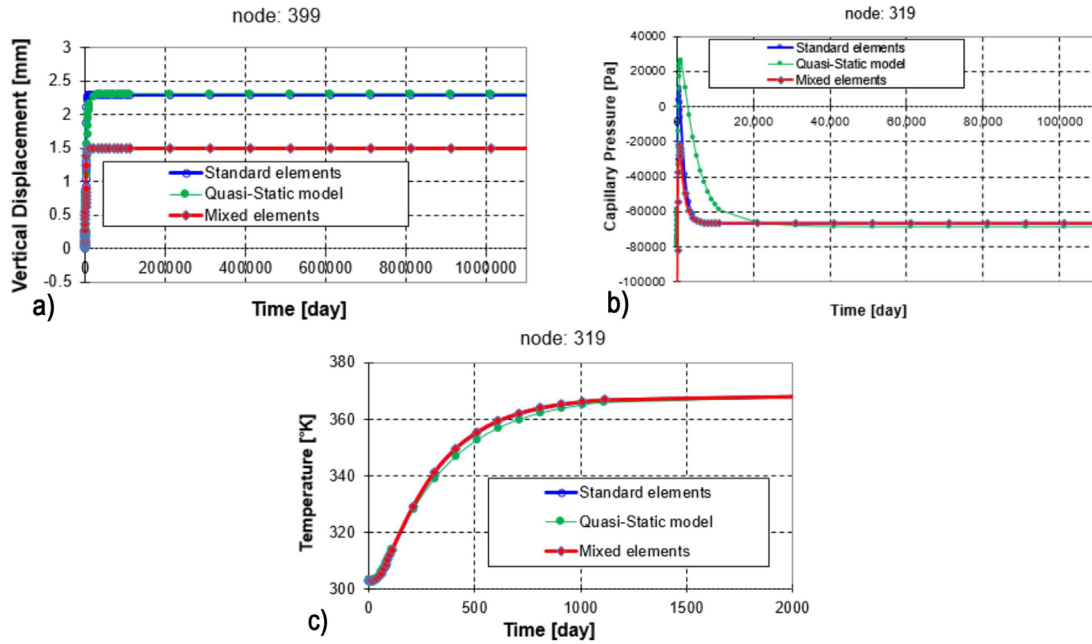 node: 399
Vertical Displacement [mm]
3
2.5
2
1.5
1
0.5
0
-0.5
0
200000 400000 600000 800000 1000000
Standard elements
Quasi-Static model
Mixed elements
Time [day]
a)
node: 319
Capillary Pressure [Pa]
40000
20000
0
-20000
-40000
-60000
-80000
-100000
0 20,000 40,000 60,000 80,000 100,000
Standard elements
Quasi-Static model
Mixed elements
Time [day]
b)
node: 319
Temperature [°K]
380
360
340
320
300
0 500 1000 1500 2000
Standard elements
Quasi-Static model
Mixed elements
Time [day]
c)